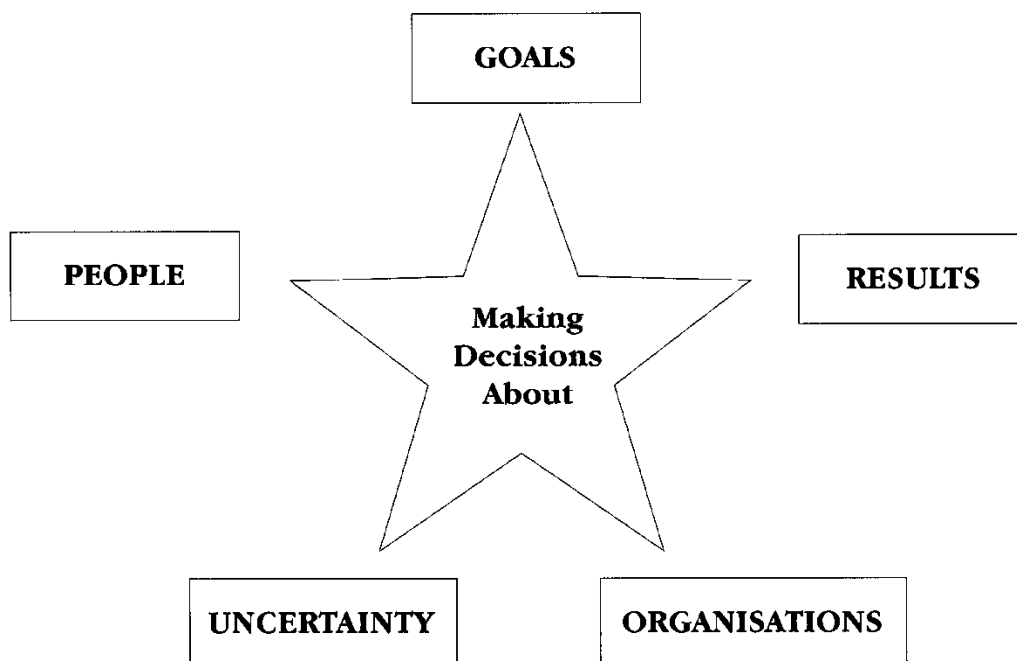 GOALS
PEOPLE
RESULTS
Making
Decisions
About
UNCERTAINTY
ORGANISATIONS